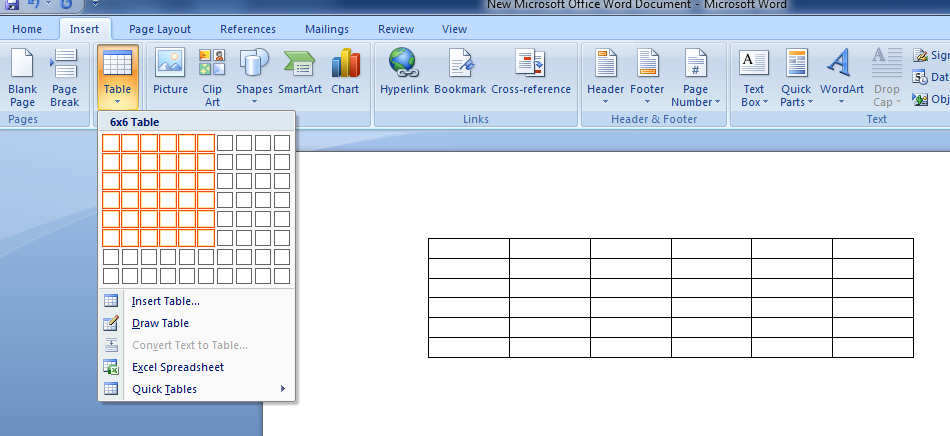 New Microsoft Office Word Document - Microsoft Word
Home Insert Page Layout References Mailings Review View
Blank Page
Page Break
Table
Picture
Clip Art
Shapes
SmartArt
Chart
Hyperlink
Bookmark
Cross-reference
Header
Footer
Page Number
Text Box
Quick Parts
WordArt
Drop Cap
Pages
Links
Header & Footer
Text
6x6 Table
Insert Table...
Draw Table
Convert Text to Table...
Excel Spreadsheet
Quick Tables